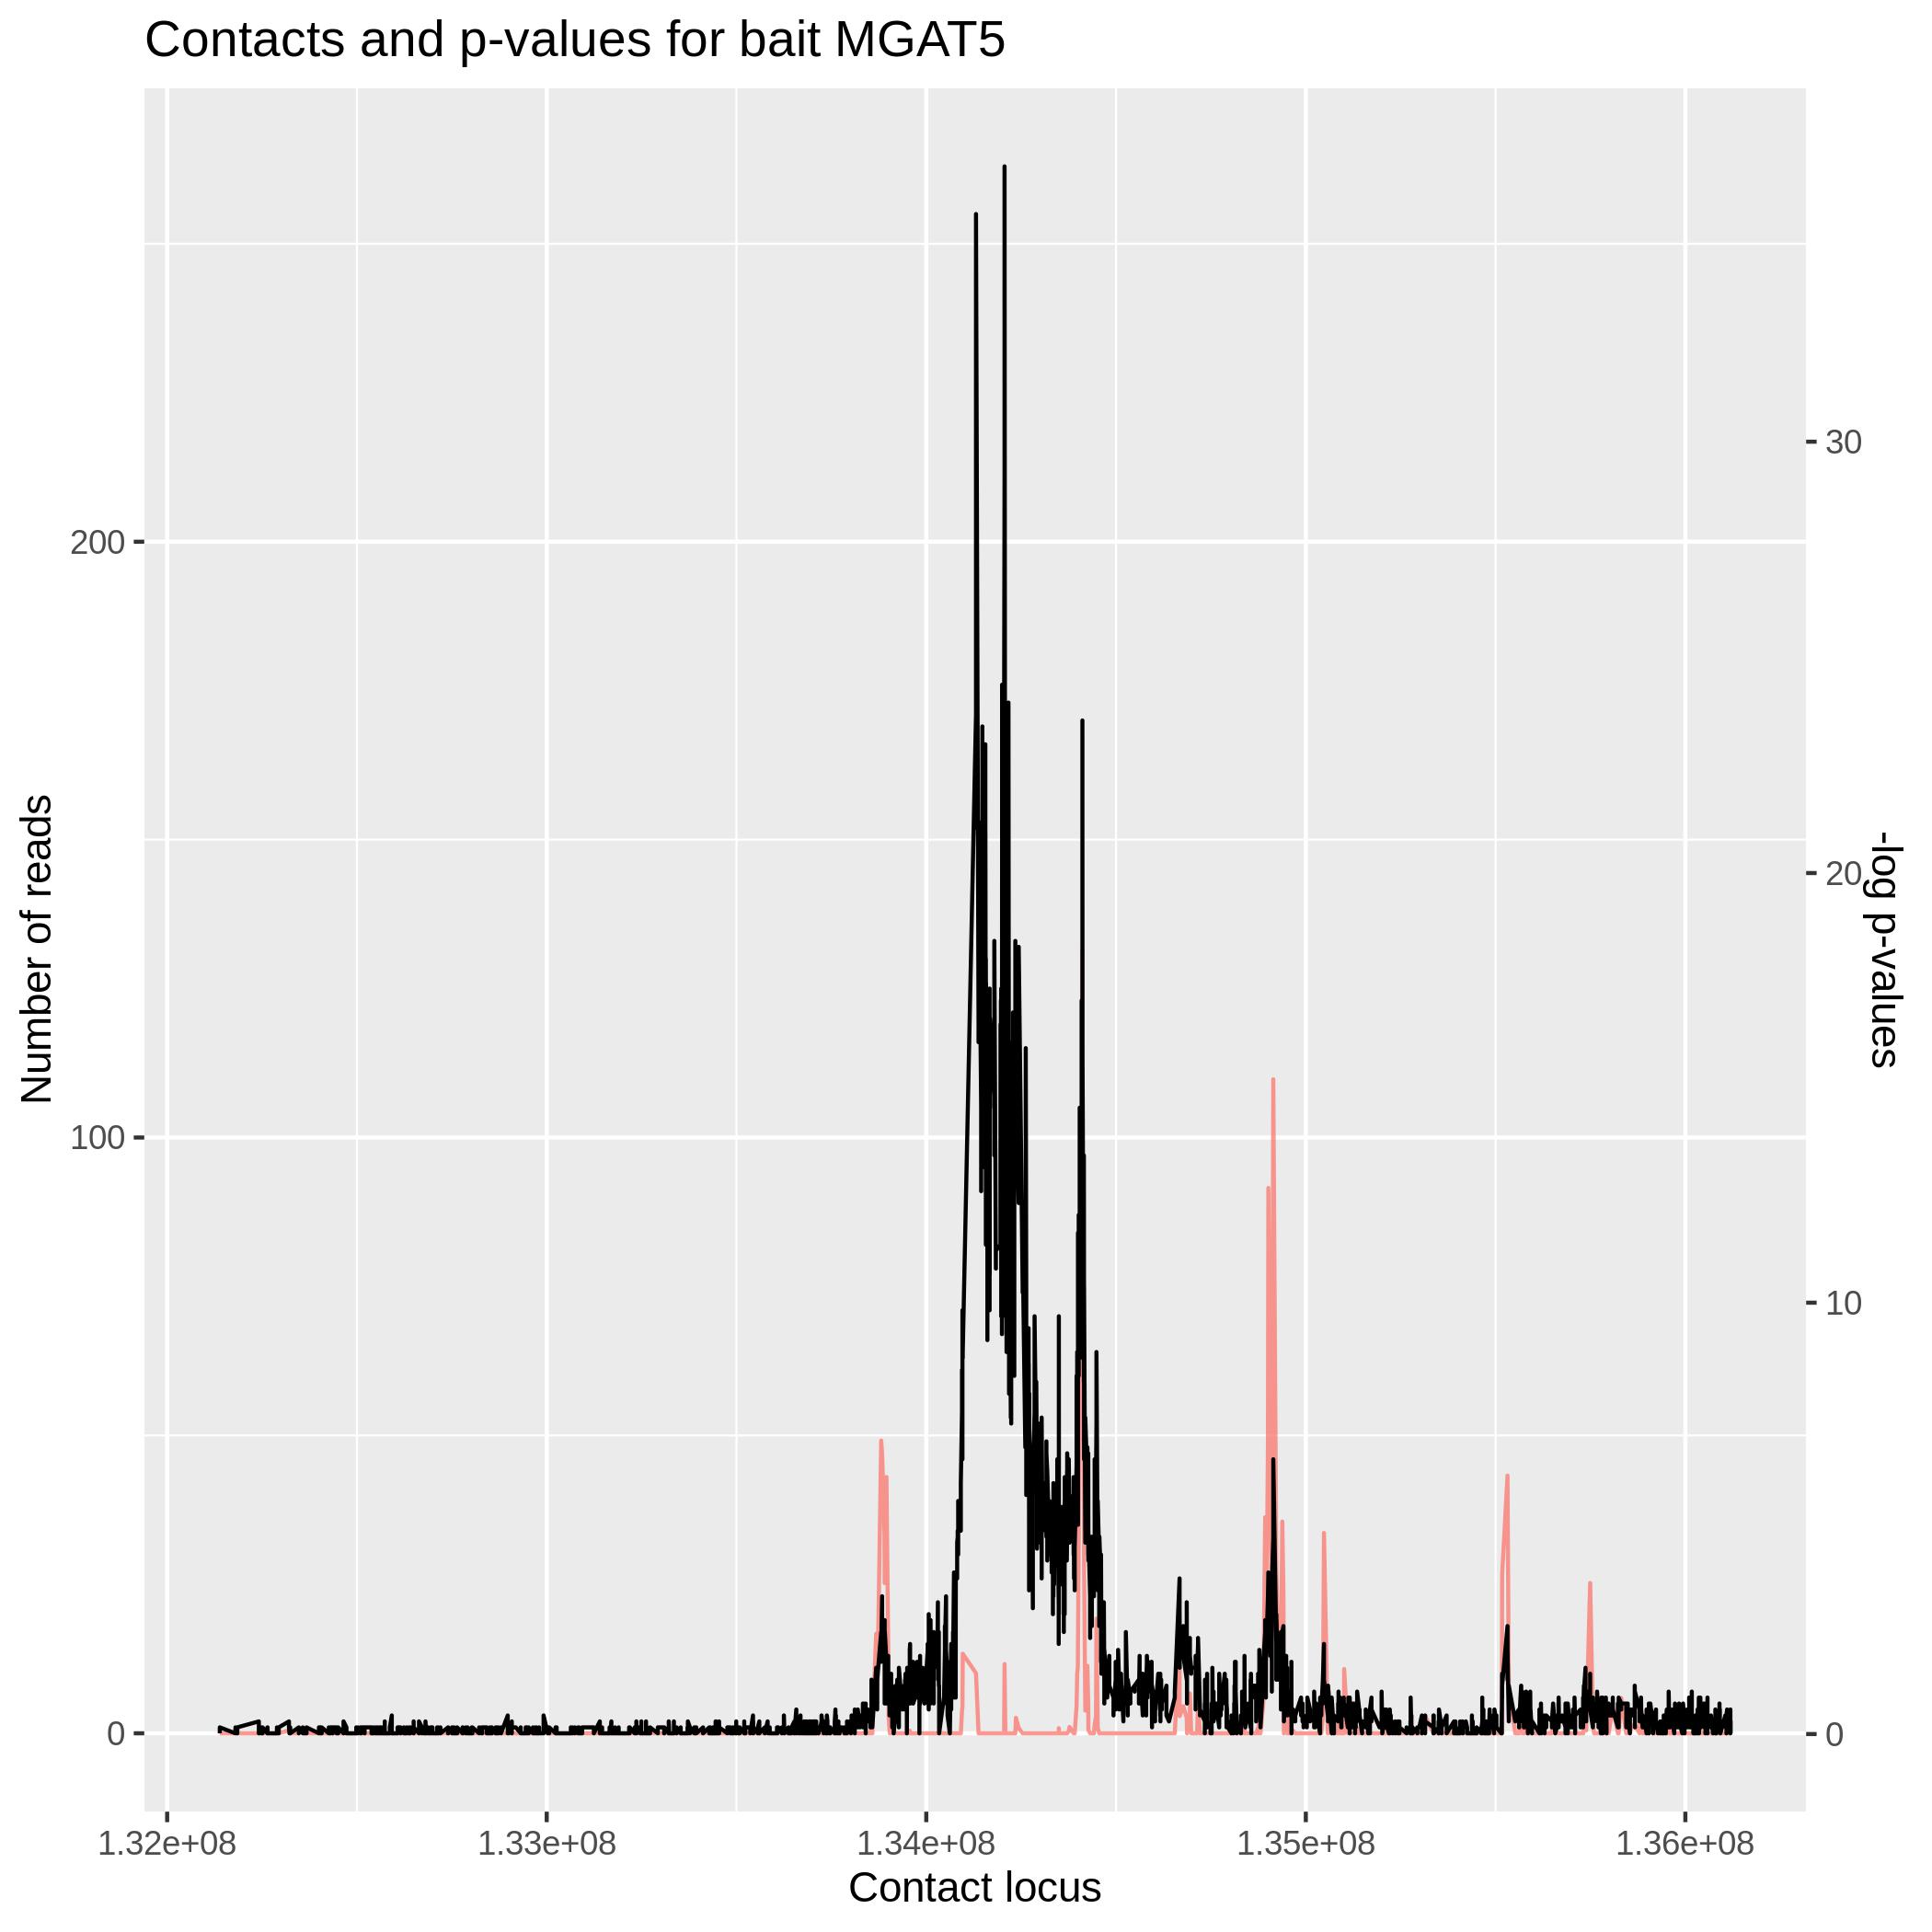 Contacts and p-values for bait MGAT5
Number of reads
200
100
0
30
20
10
0
-log p-values
1.32e+08 1.33e+08 1.34e+08 1.35e+08 1.36e+08
Contact locus